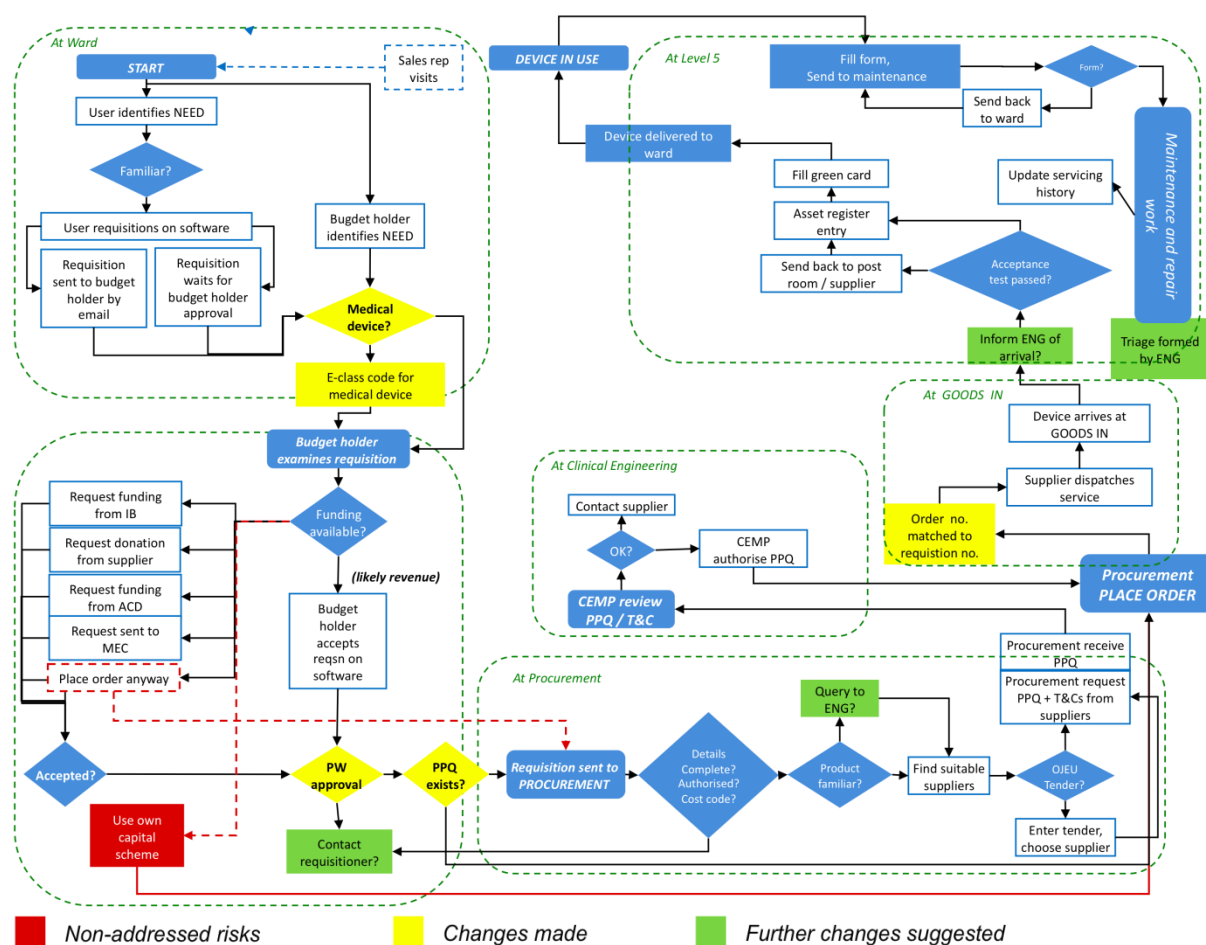 At Ward
START
Sales rep
visits
User identifies NEED
Familiar?
User requisitions on software
Requisition
sent to budget
holder by
email
Requisition
waits for
budget holder
approval
Bugdet holder
identifies NEED
Medical
device?
E-class code for
medical device
DEVICE IN USE
At Level 5
Fill form,
Send to maintenance
Form?
Send back
to ward
Device delivered to
ward
Fill green card
Asset register
entry
Send back to post
room / supplier
Acceptance
test passed?
Update servicing
history
Maintenance and repair
work
Inform ENG of
arrival?
Triage formed
by ENG
At GOODS IN
Device arrives at
GOODS IN
Supplier dispatches
service
Order no.
matched to
requistion no.
Procurement
PLACE ORDER
At Clinical Engineering
Contact supplier
OK?
CEMP
authorise PPQ
CEMP review
PPQ / T&C
Budget holder
examines requisition
Funding
available?
Request funding
from IB
Request donation
from supplier
Request funding
from ACD
Request sent to
MEC
Place order anyway
(likely revenue)
Budget
holder
accepts
reqsn on
software
Accepted?
PW
approval
PPQ
exists?
Use own
capital
scheme
Contact
requisitioner?
At Procurement
Requisition sent to
PROCUREMENT
Details
Complete?
Authorised?
Cost code?
Query to
ENG?
Product
familiar?
Find suitable
suppliers
Procurement receive
PPQ
Procurement request
PPQ + T&Cs from
suppliers
OJEU
Tender?
Enter tender,
choose supplier
Non-addressed risks
Changes made
Further changes suggested